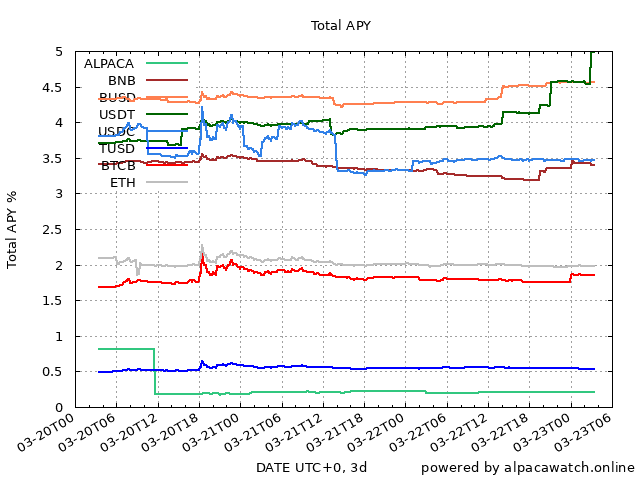 Total APY
Total APY %
5
4.5
4
3.5
3
2.5
2
1.5
1
0.5
0
ALPACA
BNB
BUSD
USDT
USDC
TUSD
BTCB
ETH
03-20T00
03-20T06
03-20T12
03-20T18
03-21T00
03-21T06
03-21T12
03-21T18
03-22T00
03-22T06
03-22T12
03-22T18
03-23T00
03-23T06
DATE UTC+0, 3d
powered by alpacawatch.online